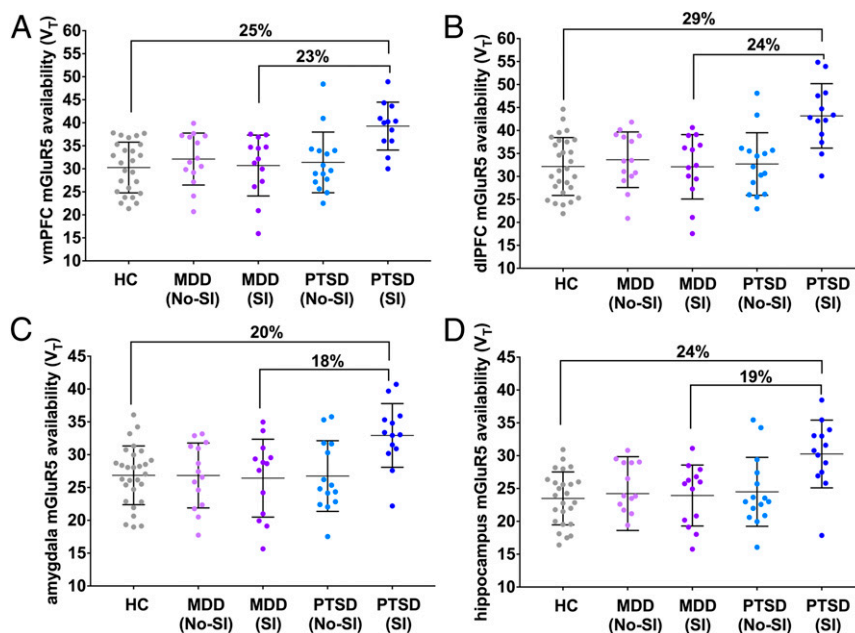 A
25%
23%
vmPFC mGluR5 availability (VT)
60
55
50
45
40
35
30
25
20
15
10
HC
MDD (No-SI)
MDD (SI)
PTSD (No-SI)
PTSD (SI)
B
29%
24%
dlPFC mGluR5 availability (VT)
60
55
50
45
40
35
30
25
20
15
10
HC
MDD (No-SI)
MDD (SI)
PTSD (No-SI)
PTSD (SI)
C
20%
18%
amygdala mGluR5 availability (VT)
45
40
35
30
25
20
15
10
HC
MDD (No-SI)
MDD (SI)
PTSD (No-SI)
PTSD (SI)
D
24%
19%
hippocampus mGluR5 availability (VT)
45
40
35
30
25
20
15
10
HC
MDD (No-SI)
MDD (SI)
PTSD (No-SI)
PTSD (SI)